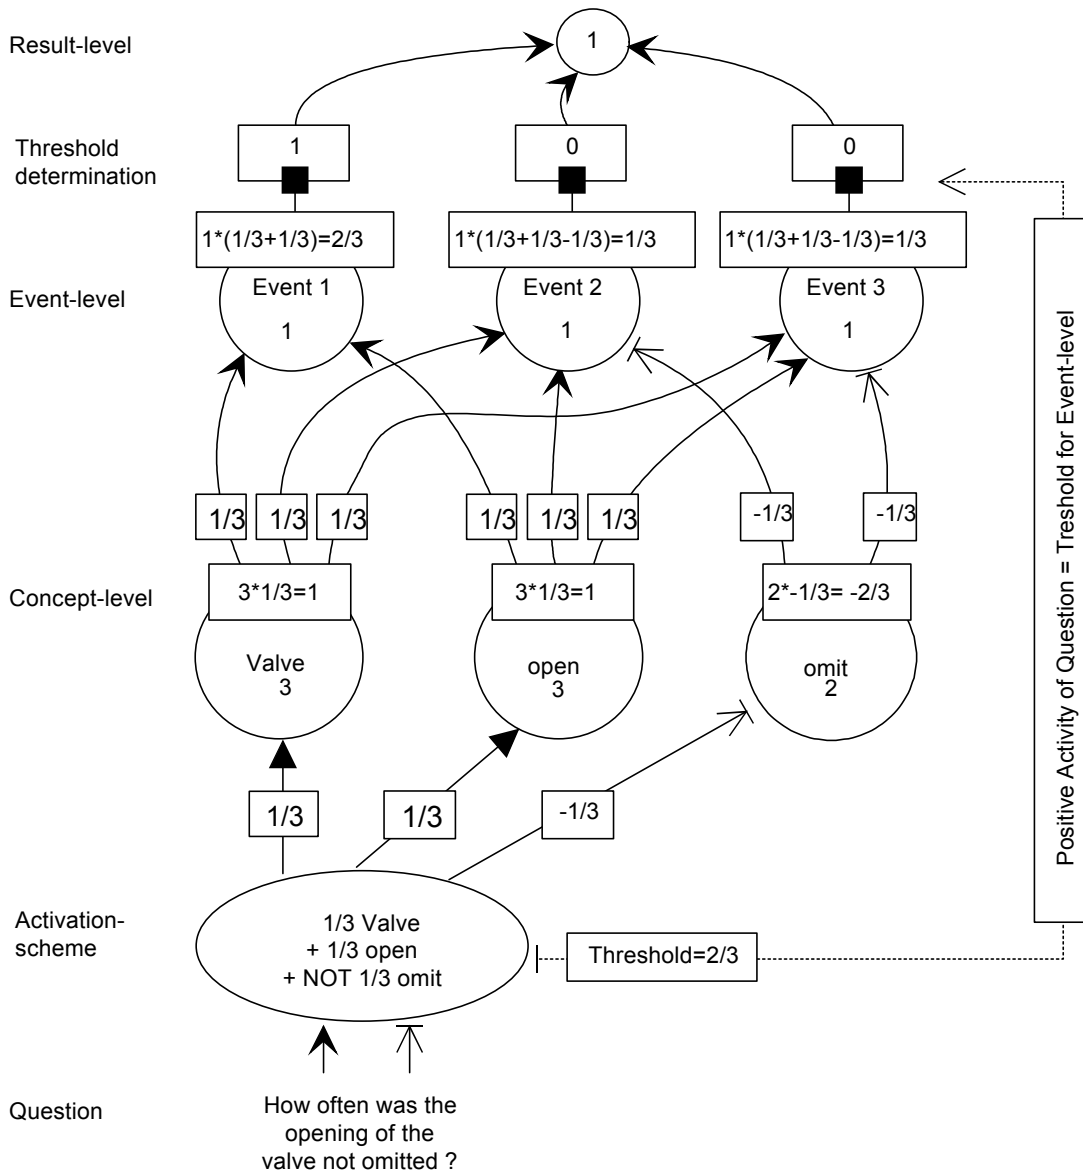 Result-level
1
Threshold
determination
1
0
0
1*(1/3+1/3)=2/3
1*(1/3+1/3-1/3)=1/3
1*(1/3+1/3-1/3)=1/3
Event-level
Event 1
1
Event 2
1
Event 3
1
1/3
1/3
1/3
1/3
1/3
1/3
-1/3
-1/3
Concept-level
3*1/3=1
3*1/3=1
2*-1/3= -2/3
Valve
3
open
3
omit
2
1/3
1/3
-1/3
Activation-
scheme
1/3 Valve
+ 1/3 open
+ NOT 1/3 omit
Threshold=2/3
Positive Activity of Question = Treshold for Event-level
Question
How often was the
opening of the
valve not omitted ?